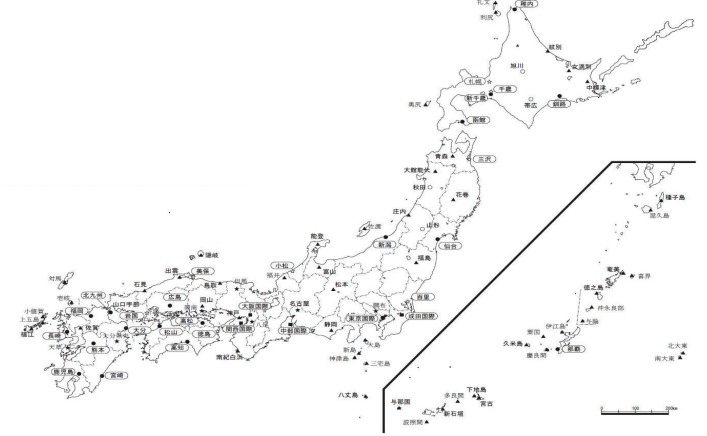 礼文
稚内
利尻
紋別
旭川
女満別
札幌
中標津
千歳
新千歳
帯広
釧路
奥尻
函館
青森
三沢
大館能代
秋田
花巻
庄内
山形
佐渡
新潟
仙台
能登
福島
小松
富山
福井
松本
隠岐
出雲
美保
鳥取
但馬
石見
対馬
北九州
壱岐
小値賀
上五島
福江
福岡
山口宇部
広島
岡山
岡南
神戸
大阪国際
八尾
名古屋
調布
百里
東京国際
成田国際
静岡
中部国際
関西国際
高松
徳島
松山
高知
南紀白浜
佐賀
長崎
天草
熊本
大分
鹿児島
宮崎
大島
新島
神津島
三宅島
八丈島
種子島
屋久島
奄美
喜界
徳之島
沖永良部
与論
伊江島
粟国
久米島
慶良間
那覇
北大東
南大東
下地島
多良間
宮古
与那国
新石垣
波照間
0
100
200km